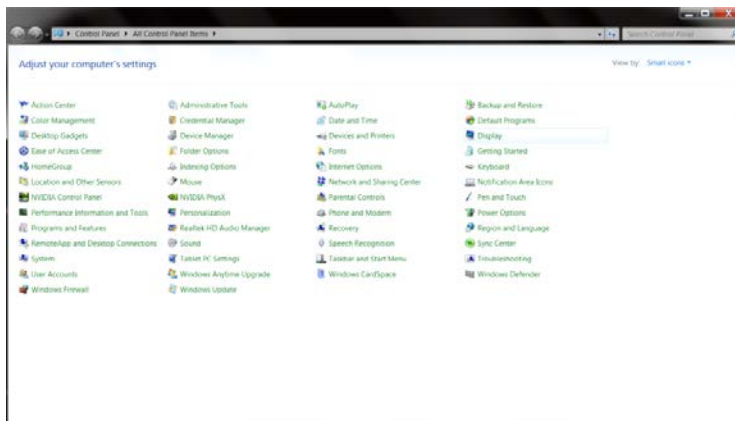 Control Panel ▸ All Control Panel Items ▸
Search Control Panel
Adjust your computer's settings
View by: Small icons
Action Center
Administrative Tools
AutoPlay
Backup and Restore
Color Management
Credential Manager
Date and Time
Default Programs
Desktop Gadgets
Device Manager
Devices and Printers
Display
Ease of Access Center
Folder Options
Fonts
Getting Started
HomeGroup
Indexing Options
Internet Options
Keyboard
Location and Other Sensors
Mouse
Network and Sharing Center
Notification Area Icons
NVIDIA Control Panel
NVIDIA PhysX
Parental Controls
Pen and Touch
Performance Information and Tools
Personalization
Phone and Modem
Power Options
Programs and Features
Realtek HD Audio Manager
Recovery
Region and Language
RemoteApp and Desktop Connections
Sound
Speech Recognition
Sync Center
System
Tablet PC Settings
Taskbar and Start Menu
Troubleshooting
User Accounts
Windows Anytime Upgrade
Windows CardSpace
Windows Defender
Windows Firewall
Windows Update